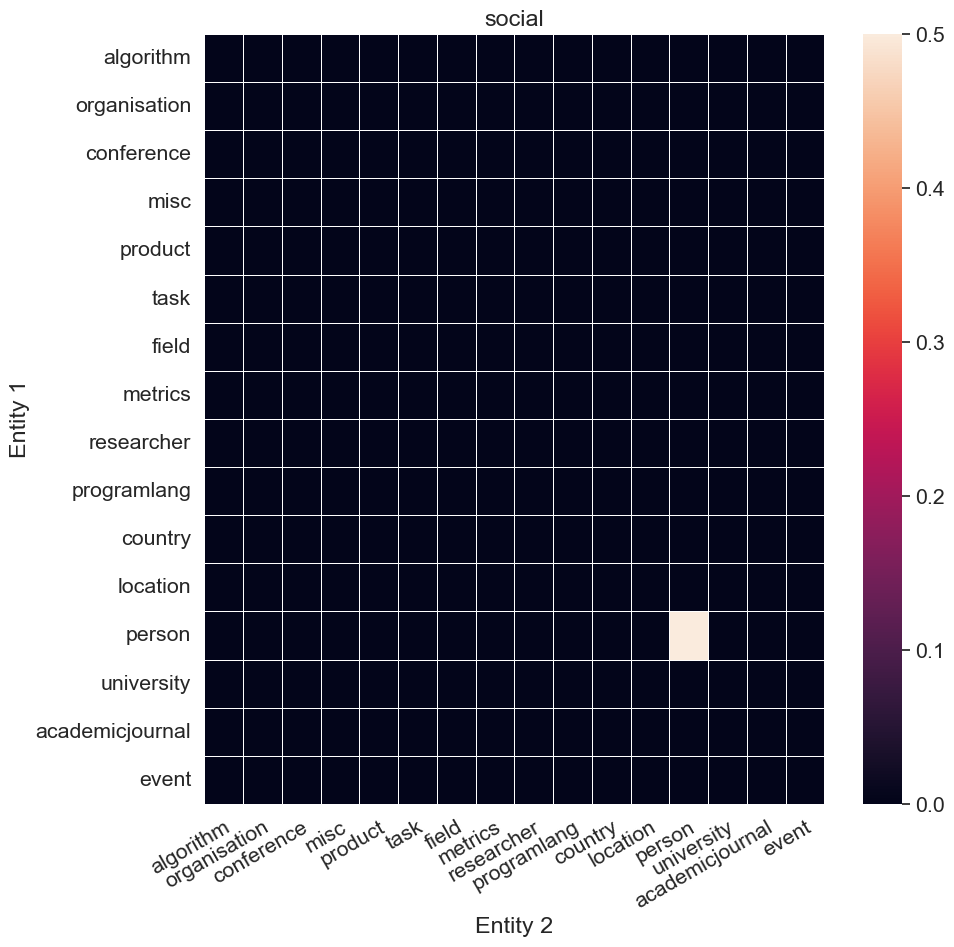 social
algorithm
organisation
conference
misc
product
task
field
metrics
researcher
programlang
country
location
person
university
academicjournal
event
Entity 1
algorithm
organisation
conference
misc
product
task
field
metrics
researcher
programlang
country
location
person
university
academicjournal
event
Entity 2
0.5
0.4
0.3
0.2
0.1
0.0